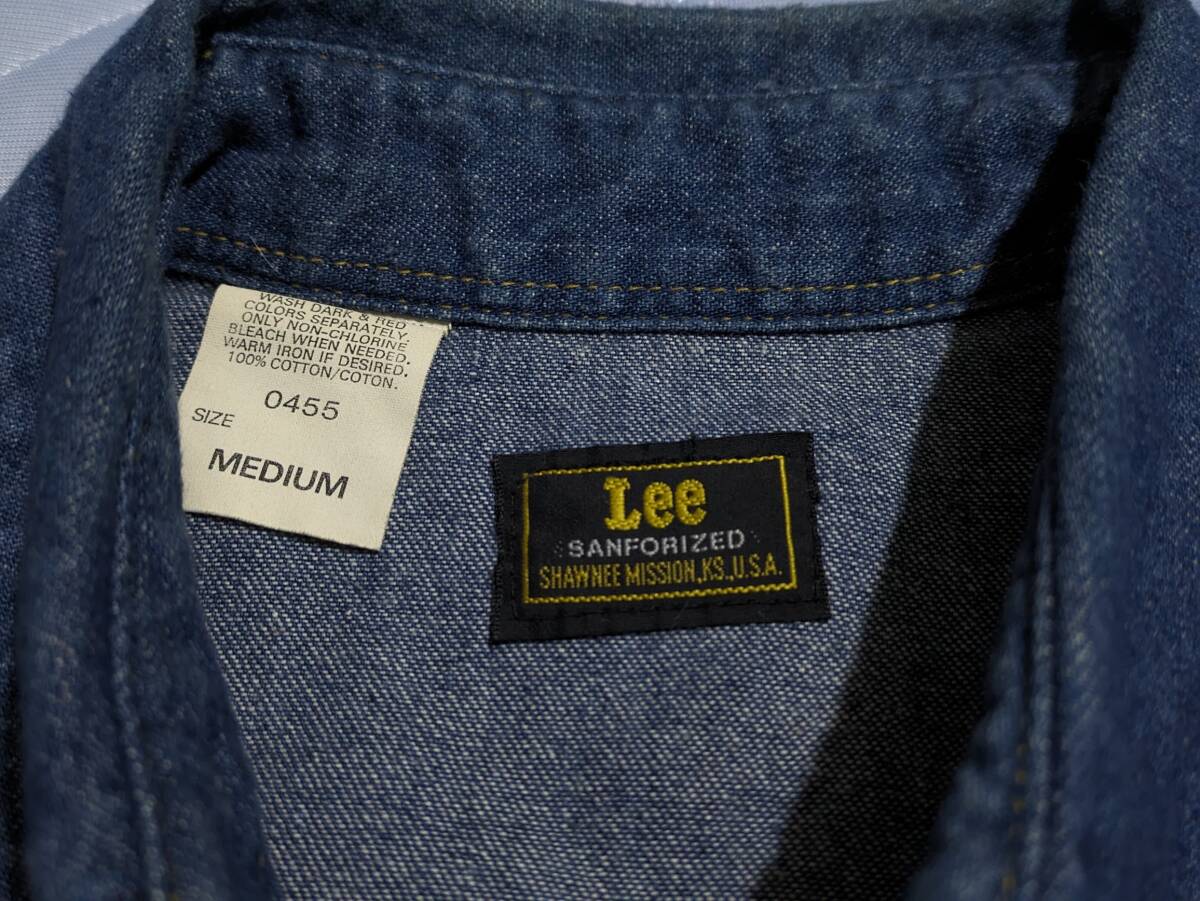 WASH DARK & RED
COLORS SEPARATELY.
ONLY NON-CHLORINE
BLEACH WHEN NEEDED.
WARM IRON IF DESIRED.
100% COTTON/COTON.
0455
SIZE
MEDIUM
Lee
SANFORIZED
SHAWNEE MISSION,KS.,U.S.A.